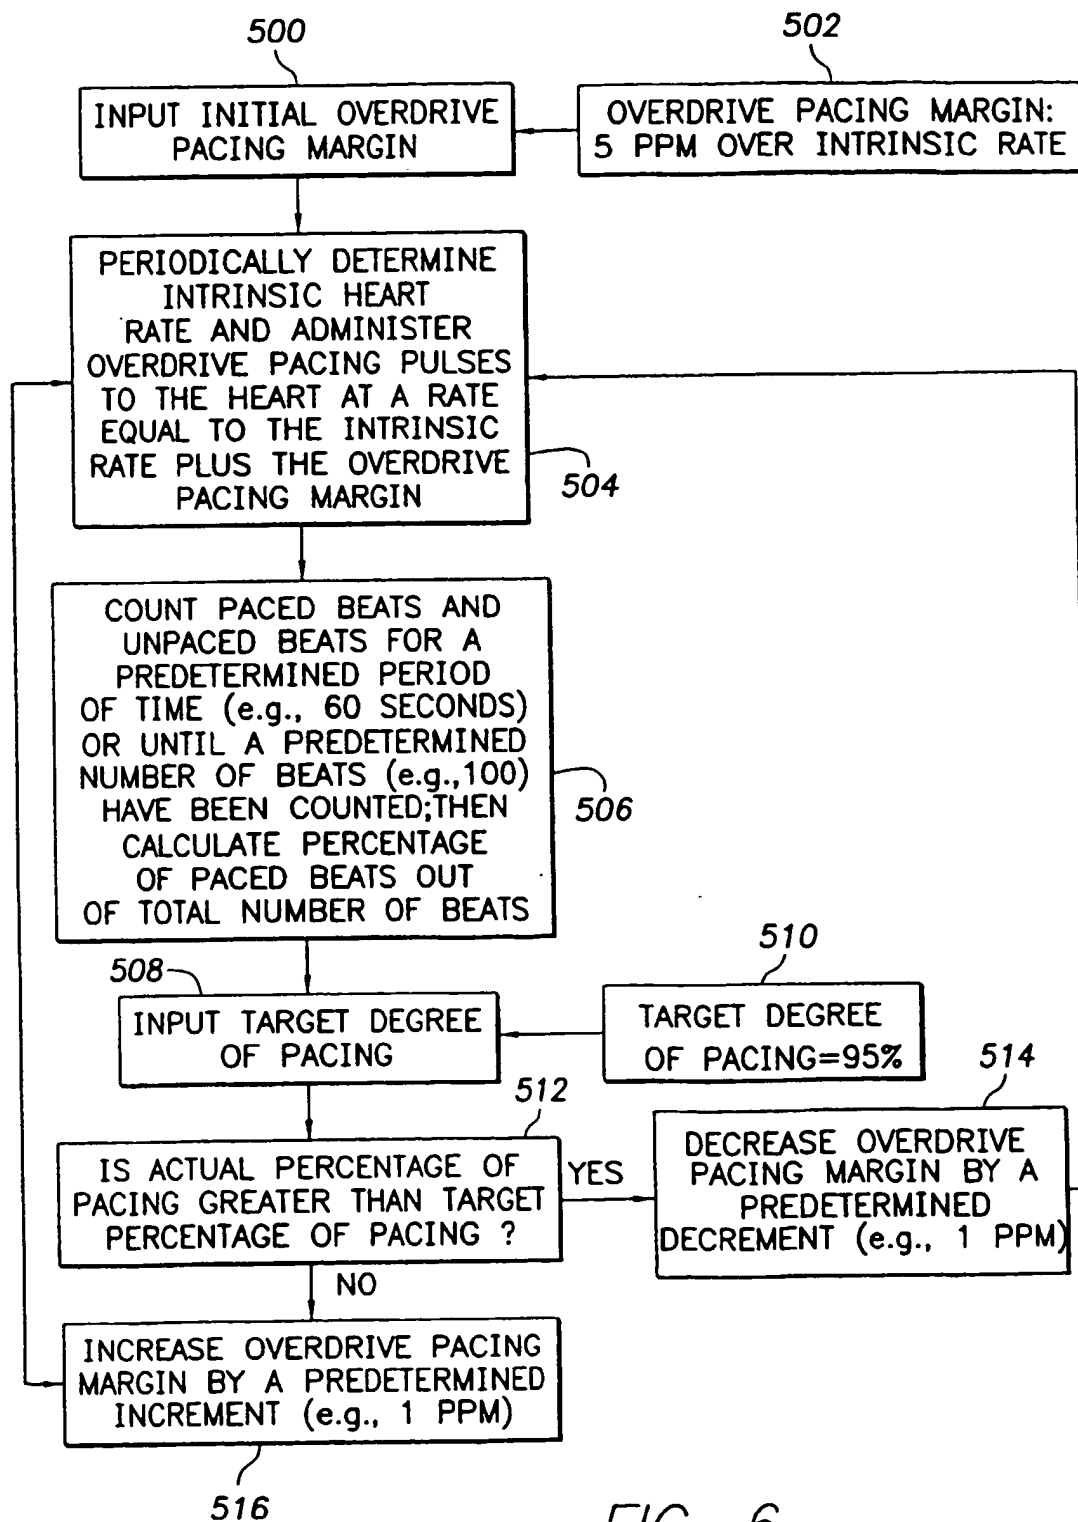 500
502
INPUT INITIAL OVERDRIVE
PACING MARGIN
OVERDRIVE PACING MARGIN:
5 PPM OVER INTRINSIC RATE
PERIODICALLY DETERMINE
INTRINSIC HEART
RATE AND ADMINISTER
OVERDRIVE PACING PULSES
TO THE HEART AT A RATE
EQUAL TO THE INTRINSIC
RATE PLUS THE OVERDRIVE
PACING MARGIN
504
COUNT PACED BEATS AND
UNPACED BEATS FOR A
PREDETERMINED PERIOD
OF TIME (e.g., 60 SECONDS)
OR UNTIL A PREDETERMINED
NUMBER OF BEATS (e.g.,100)
HAVE BEEN COUNTED;THEN
CALCULATE PERCENTAGE
OF PACED BEATS OUT
OF TOTAL NUMBER OF BEATS
506
508
INPUT TARGET DEGREE
OF PACING
510
TARGET DEGREE
OF PACING=95%
512
IS ACTUAL PERCENTAGE OF
PACING GREATER THAN TARGET
PERCENTAGE OF PACING ?
YES
514
DECREASE OVERDRIVE
PACING MARGIN BY A
PREDETERMINED
DECREMENT (e.g., 1 PPM)
NO
INCREASE OVERDRIVE PACING
MARGIN BY A PREDETERMINED
INCREMENT (e.g., 1 PPM)
516
FIG. 6